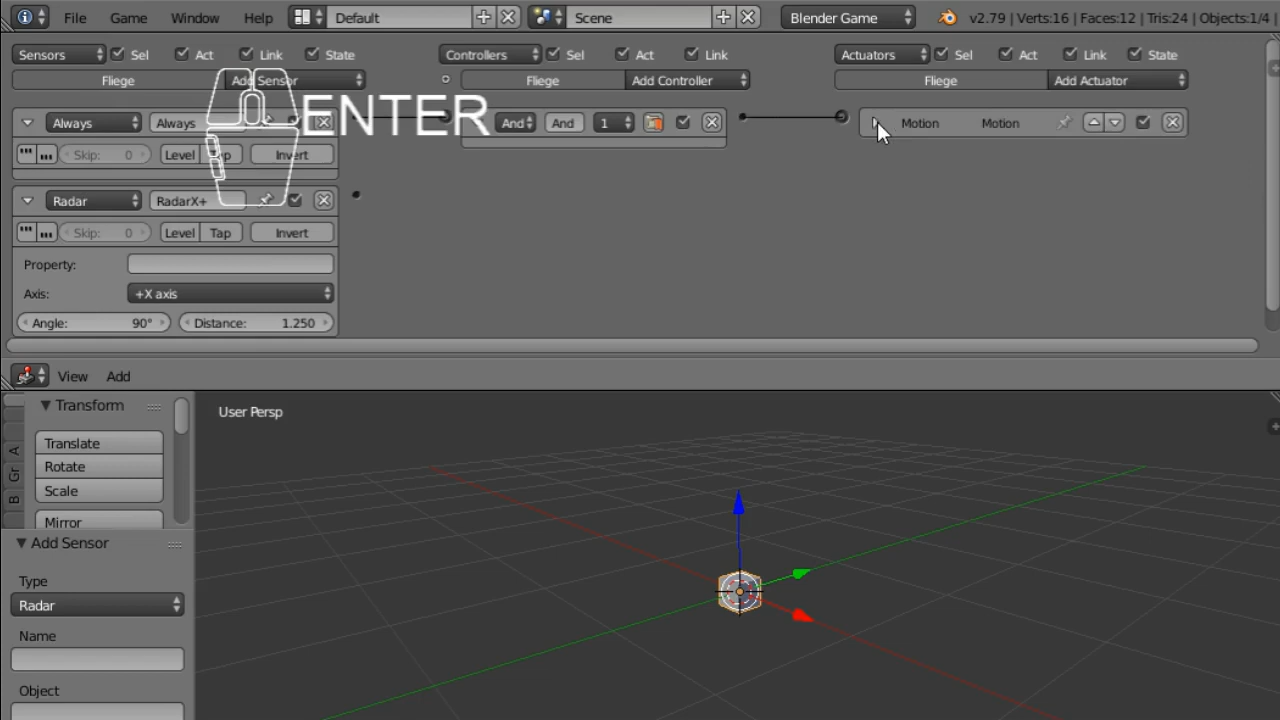 File Game Window Help Default Scene Blender Game v2.79 | Verts:16 | Faces:12 | Tris:24 | Objects:1/4 |
Sensors Sel Act Link State Controllers Sel Act Link Actuators Sel Act Link State
Fliege Add Sensor Fliege Add Controller Fliege Add Actuator
ENTER
Always Always And And 1 Motion Motion
Skip: 0 Level Tap Invert
Radar RadarX+
Skip: 0 Level Tap Invert
Property:
Axis: +X axis
Angle: 90° Distance: 1.250
View Add
Transform
User Persp
Translate
Rotate
Scale
Mirror
A
Gr
B
Add Sensor
Type
Radar
Name
Object